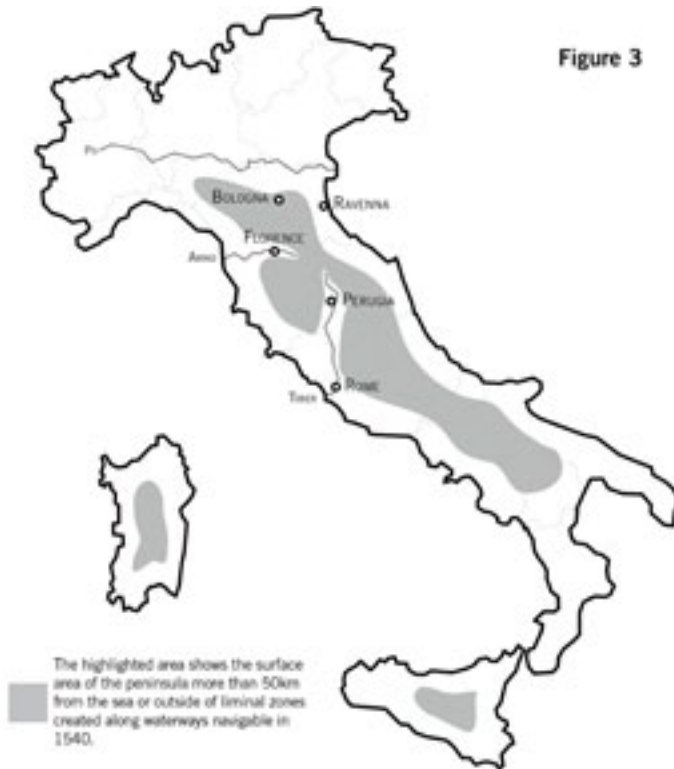 Figure 3
Po
BOLOGNA
RAVENNA
FLORENCE
ARNO
PERUGIA
ROME
TIBER
The highlighted area shows the surface
area of the peninsula more than 50km
from the sea or outside of liminal zones
created along waterways navigable in
1540.